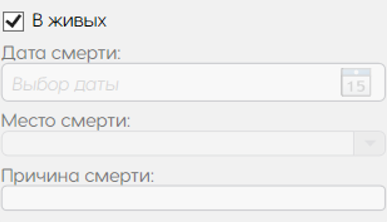 В живых
Дата смерти:
Выбор даты
15
Место смерти:
Причина смерти: